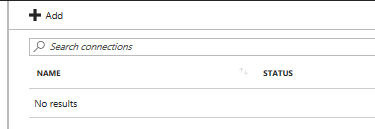 Add
Search connections
NAME STATUS
No results